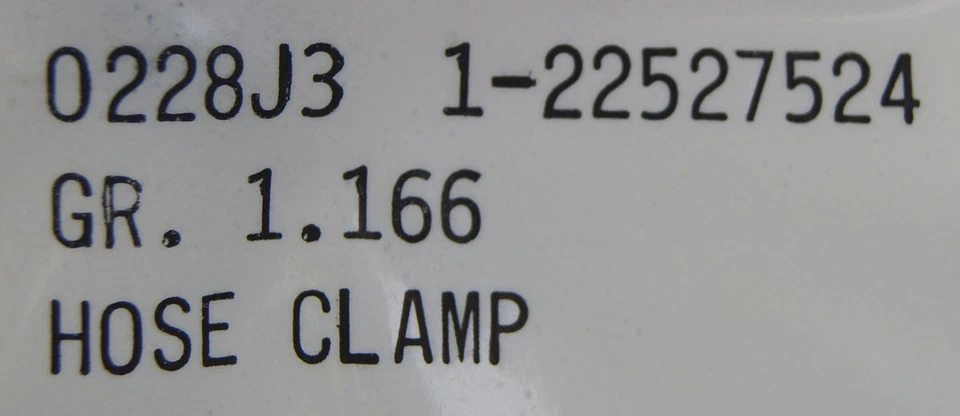 0228J3 1-22527524
GR. 1.166
HOSE CLAMP